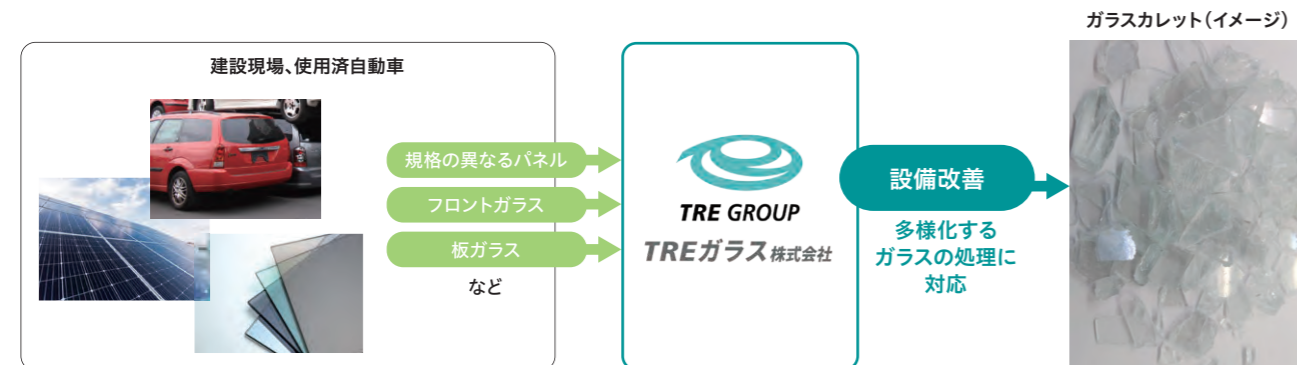 ガラスカレット(イメージ)
建設現場、使用済自動車
規格の異なるパネル
フロントガラス
板ガラス
など
TRE GROUP
TREガラス株式会社
設備改善
多様化する
ガラスの処理に
対応